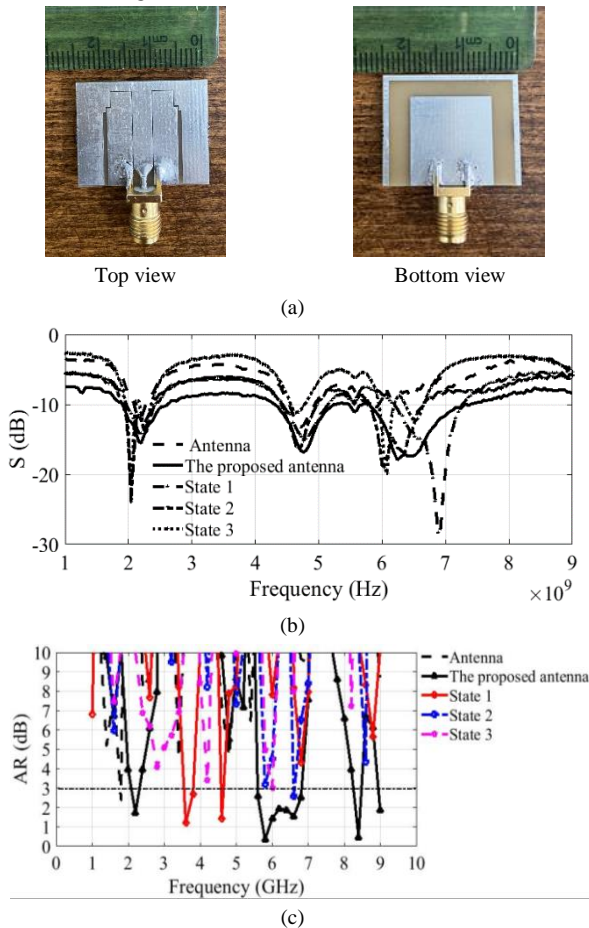 Top view
Bottom view
(a)
0
-10
-20
-30
S (dB)
Antenna
The proposed antenna
State 1
State 2
State 3
1 2 3 4 5 6 7 8 9
Frequency (Hz)
×10⁹
(b)
10
9
8
7
6
5
4
3
2
1
0
AR (dB)
Antenna
The proposed antenna
State 1
State 2
State 3
0 1 2 3 4 5 6 7 8 9 10
Frequency (GHz)
(c)